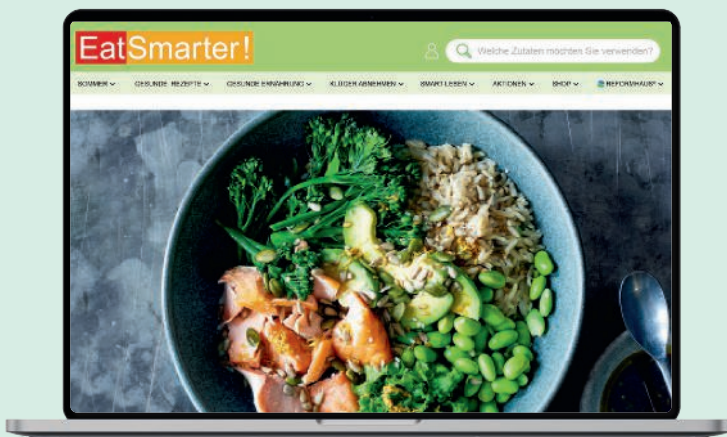 EatSmarter!
Welche Zutaten möchten Sie verwenden?
SOMMER GESUNDE REZEPTE GESUNDE ERNÄHRUNG KLÜGER ABNEHMEN SMART LEBEN AKTIONEN SHOP REFORMHAUS®